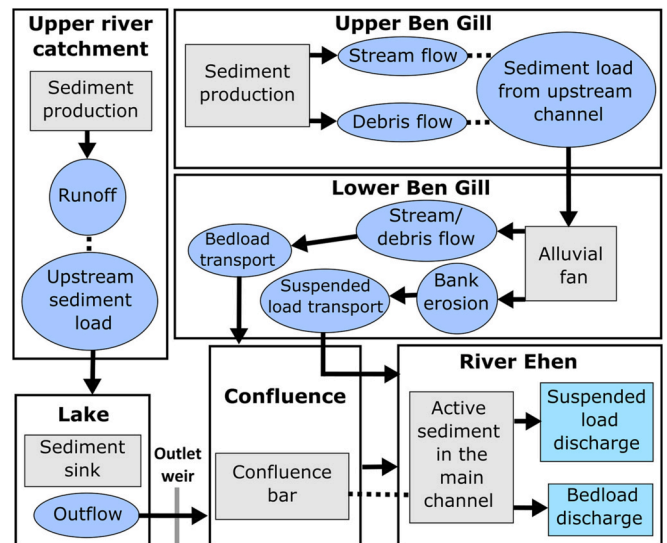 Upper river
catchment
Sediment
production
Runoff
Upstream
sediment
load
Upper Ben Gill
Sediment
production
Stream flow
Debris flow
Sediment load
from upstream
channel
Lower Ben Gill
Bedload
transport
Stream/
debris flow
Suspended
load transport
Bank
erosion
Alluvial
fan
Lake
Sediment
sink
Outflow
Outlet
weir
Confluence
Confluence
bar
River Ehen
Active
sediment
in the
main
channel
Suspended
load
discharge
Bedload
discharge